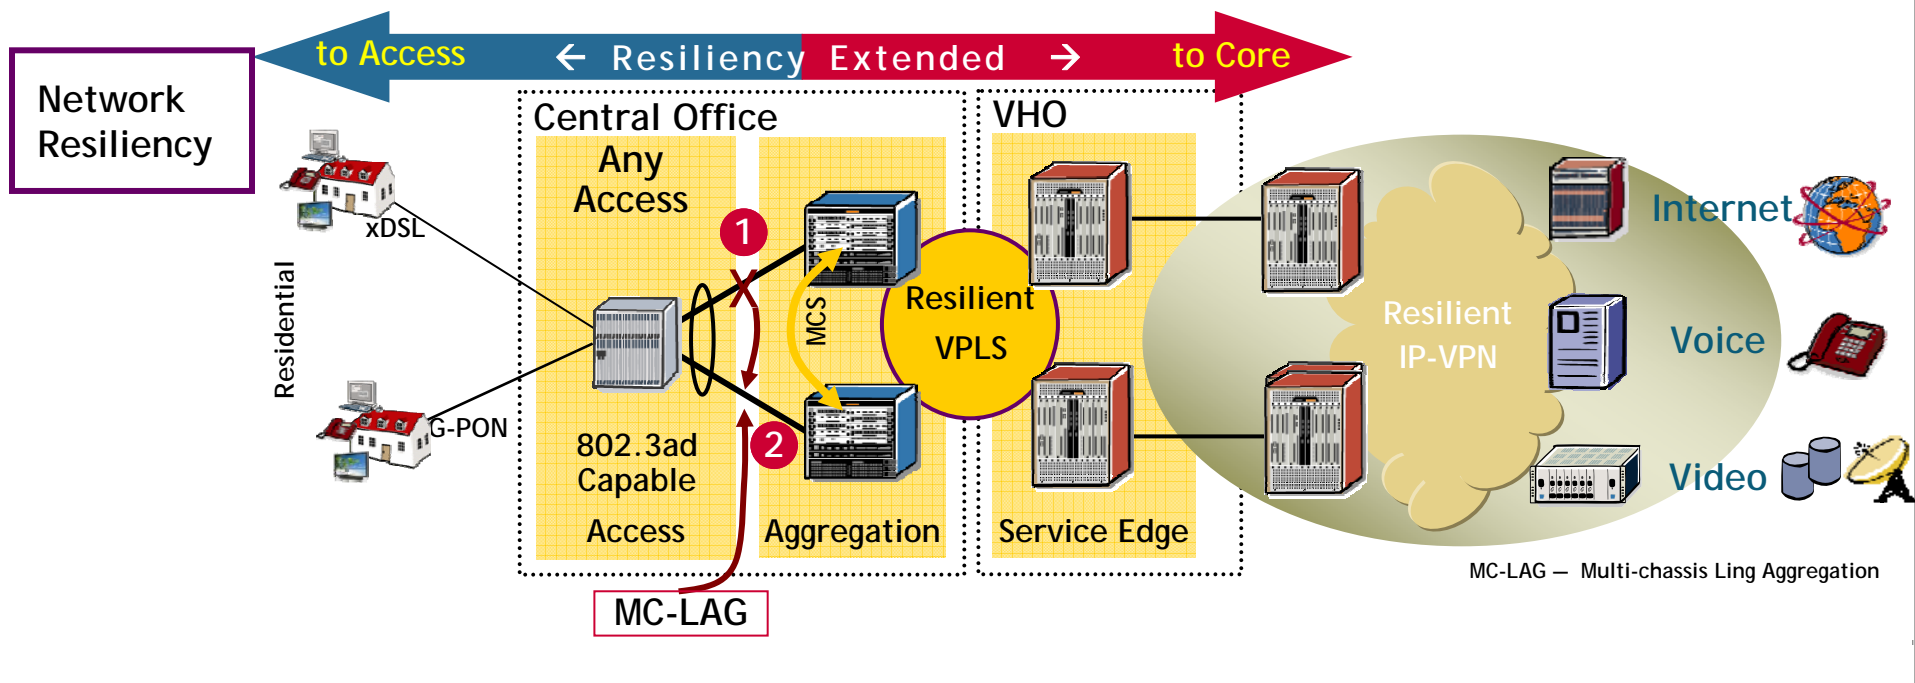 to Access
← Resiliency Extended →
to Core
Network
Resiliency
Central Office
VHO
Any
Access
xDSL
Residential
G-PON
1
2
MCS
Resilient
VPLS
Resilient
IP-VPN
Internet
Voice
Video
802.3ad
Capable
Access
Aggregation
Service Edge
MC-LAG — Multi-chassis Ling Aggregation
MC-LAG